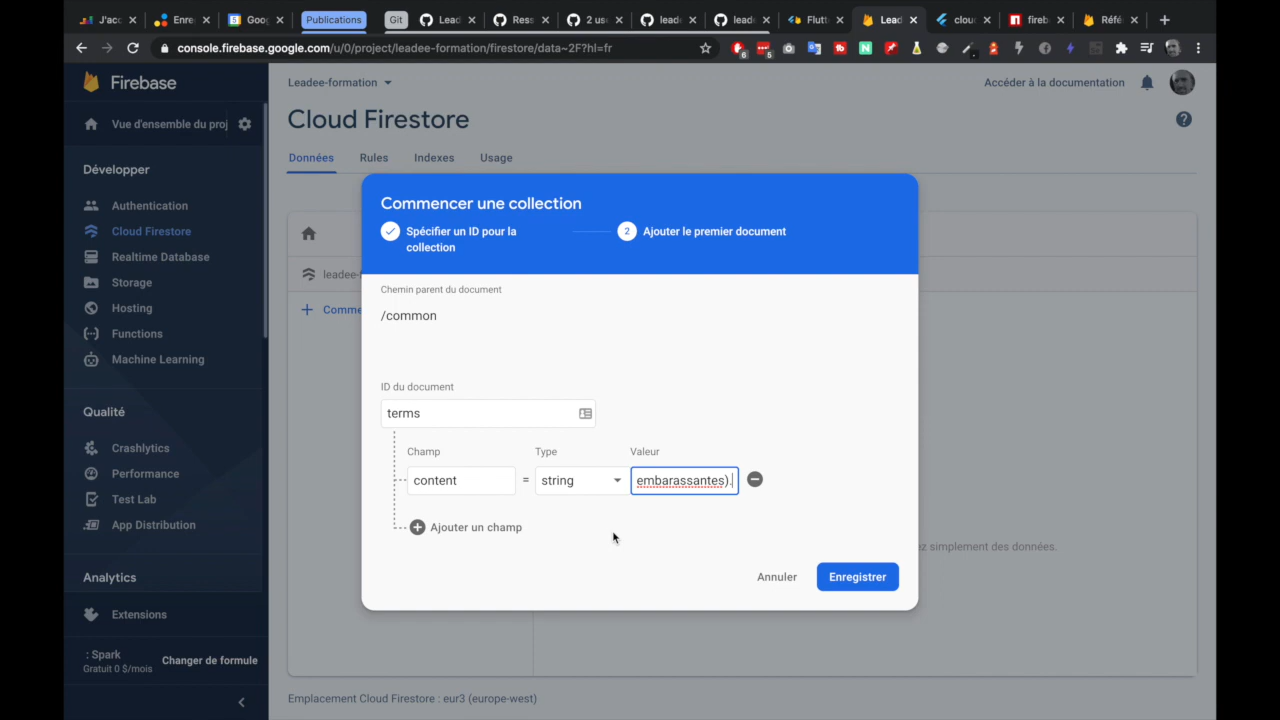 J'acc
Enre
Goog
Publications
Git
Lead
Ress
2 use
leade
leade
Flutt
Lead
clou
fireb
Réfé
console.firebase.google.com/u/0/project/leadee-formation/firestore/data~2F?hl=fr
Firebase
Leadee-formation
Accéder à la documentation
Vue d'ensemble du proj
Cloud Firestore
Données
Rules
Indexes
Usage
Développer
Authentication
Cloud Firestore
Realtime Database
Storage
Hosting
Functions
Machine Learning
Qualité
Crashlytics
Performance
Test Lab
App Distribution
Analytics
Extensions
: Spark
Gratuit 0 $/mois
Changer de formule
leadee-
Comme
Commencer une collection
Spécifier un ID pour la
collection
2
Ajouter le premier document
Chemin parent du document
/common
ID du document
terms
Champ
Type
Valeur
content
=
string
embarassantes).
Ajouter un champ
Annuler
Enregistrer
z simplement des données.
Emplacement Cloud Firestore : eur3 (europe-west)